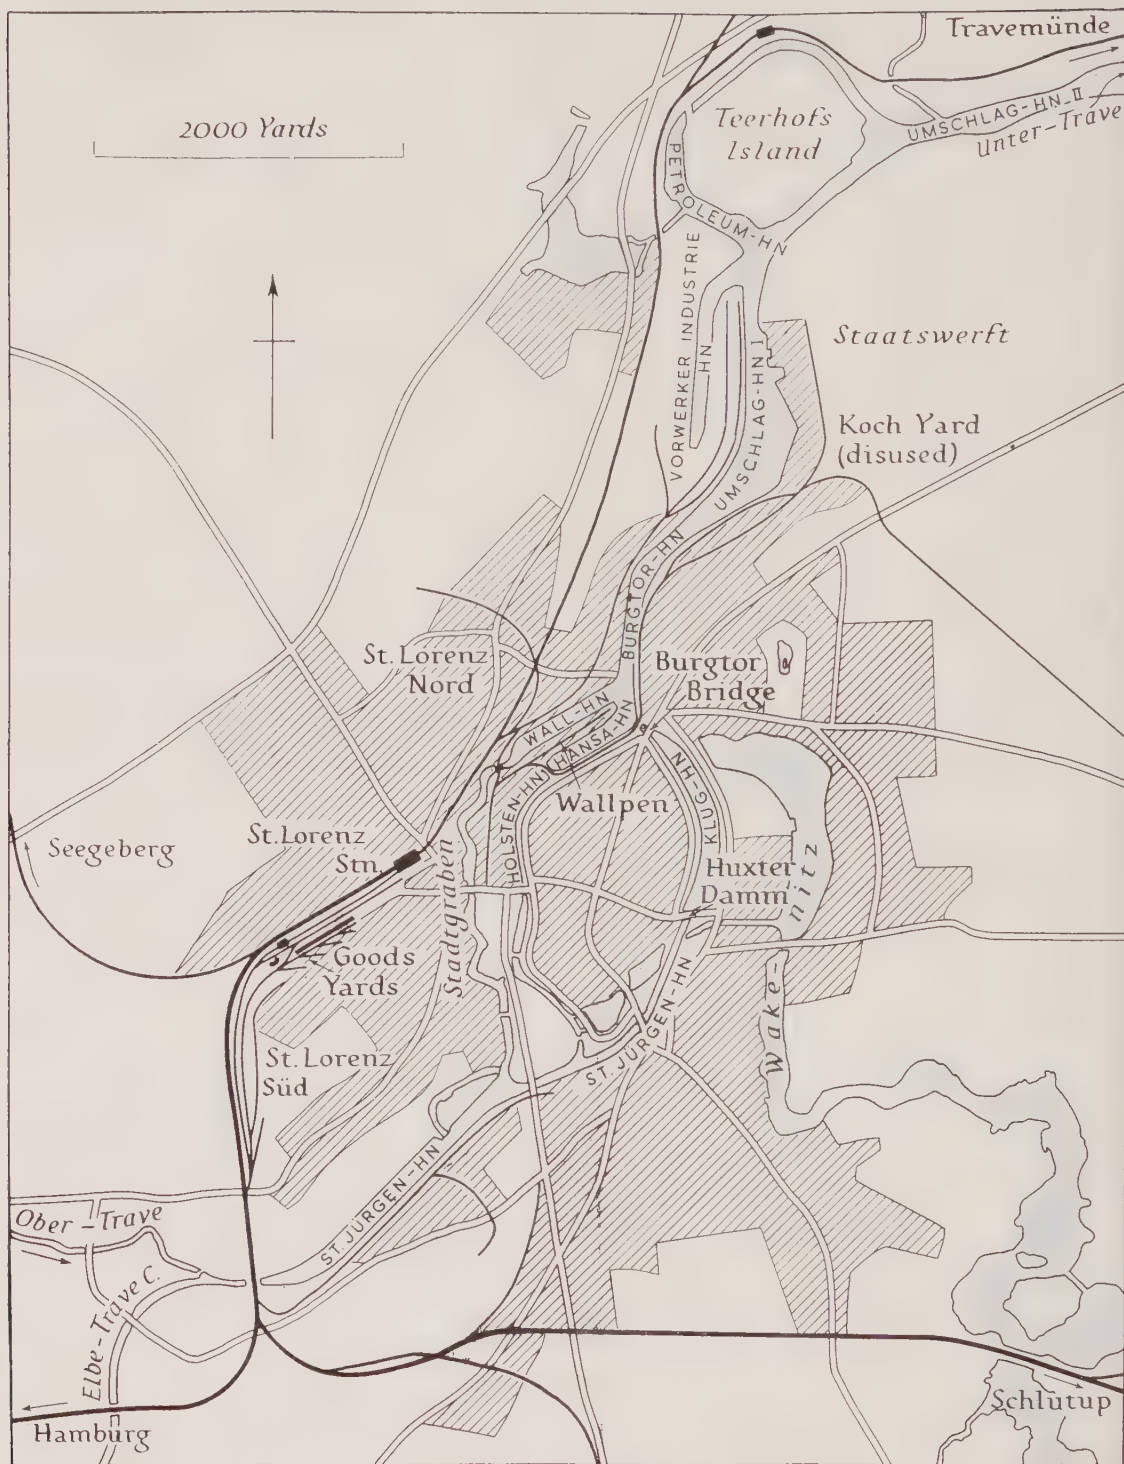 Travemünde
2000 Yards
Teerhofs
Island
UMSCHLAG-HN II
Unter-Trave
PETROLEUM-HN
VORWERKER INDUSTRIE
HN
UMSCHLAG-HN I
Staatswerft
Koch Yard
(disused)
BURGTOR-HN
St. Lorenz
Nord
Burgtor
Bridge
WALL-HN
HANSA-HN
Wallpen
HOLSTEN-HN
KLUG-HN
Seegeberg
St. Lorenz
Stn.
Stadtgraben
Huxter
Damm
Wake-
nitz
Goods
Yards
St. Lorenz
Süd
ST. JÜRGEN-HN
ST. JÜRGEN-HN
Ober-Trave
Elbe-Trave C.
Hamburg
Schlutup